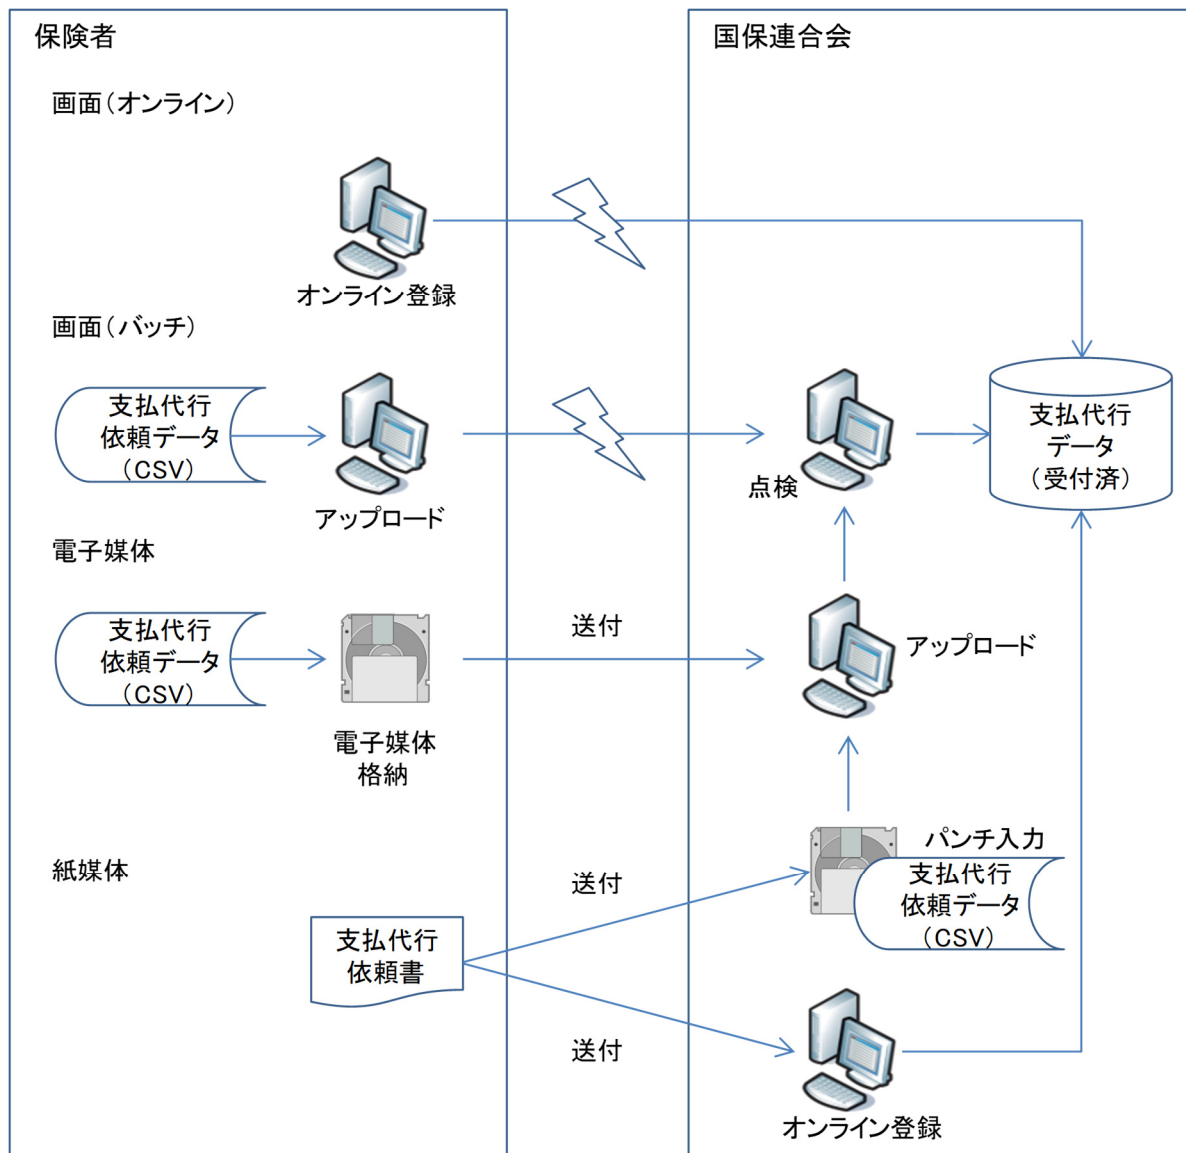 保険者
国保連合会
画面(オンライン)
オンライン登録
画面(バッチ)
支払代行
依頼データ
(CSV)
アップロード
点検
支払代行
データ
(受付済)
電子媒体
支払代行
依頼データ
(CSV)
電子媒体
格納
送付
アップロード
紙媒体
支払代行
依頼書
送付
送付
パンチ入力
支払代行
依頼データ
(CSV)
オンライン登録